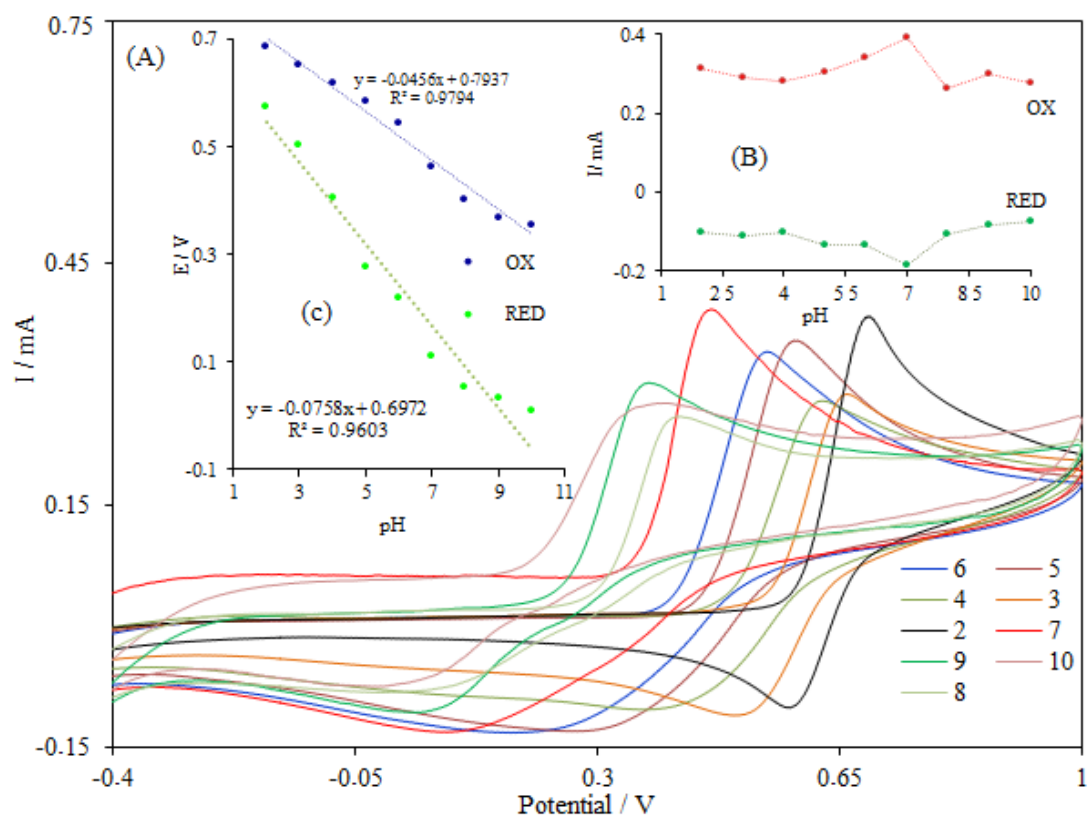 0.75
0.45
0.15
-0.15
I / mA
-0.4
-0.05
0.3
0.65
1
Potential / V
(A)
0.7
0.5
0.3
0.1
-0.1
E / V
1
3
5
7
9
11
pH
y = -0.0456x + 0.7937
R² = 0.9794
OX
RED
(c)
y = -0.0758x + 0.6972
R² = 0.9603
0.4
0.2
0
-0.2
I/ mA
OX
(B)
RED
1
2.5
4
5.5
7
8.5
10
pH
6
5
4
3
2
7
9
10
8